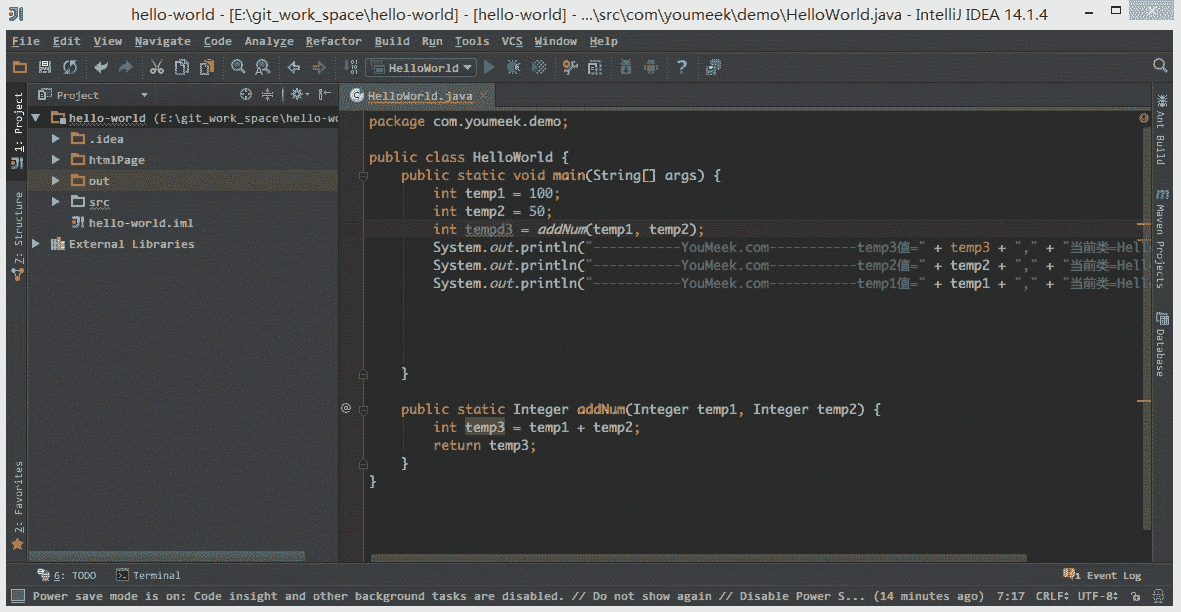 hello-world - [E:\git_work_space\hello-world] - [hello-world] - ...\src\com\youmeek\demo\HelloWorld.java - IntelliJ IDEA 14.1.4
File Edit View Navigate Code Analyze Refactor Build Run Tools VCS Window Help
HelloWorld
Project
HelloWorld.java
1: Project
Z: Structure
2: Favorites
hello-world (E:\git_work_space\hello-wo
.idea
htmlPage
out
src
hello-world.iml
External Libraries
package com.youmeek.demo;
public class HelloWorld {
public static void main(String[] args) {
int temp1 = 100;
int temp2 = 50;
int tempd3 = addNum(temp1, temp2);
System.out.println("-----------YouMeek.com-----------temp3值=" + temp3 + "," + "当前类=Hell
System.out.println("-----------YouMeek.com-----------temp2值=" + temp2 + "," + "当前类=Hell
System.out.println("-----------YouMeek.com-----------temp1值=" + temp1 + "," + "当前类=Hell
}
public static Integer addNum(Integer temp1, Integer temp2) {
int temp3 = temp1 + temp2;
return temp3;
}
}
Ant Build
Maven Projects
Database
6: TODO Terminal
1 Event Log
Power save mode is on: Code insight and other background tasks are disabled. // Do not show again // Disable Power S... (14 minutes ago) 7:17 CRLF UTF-8